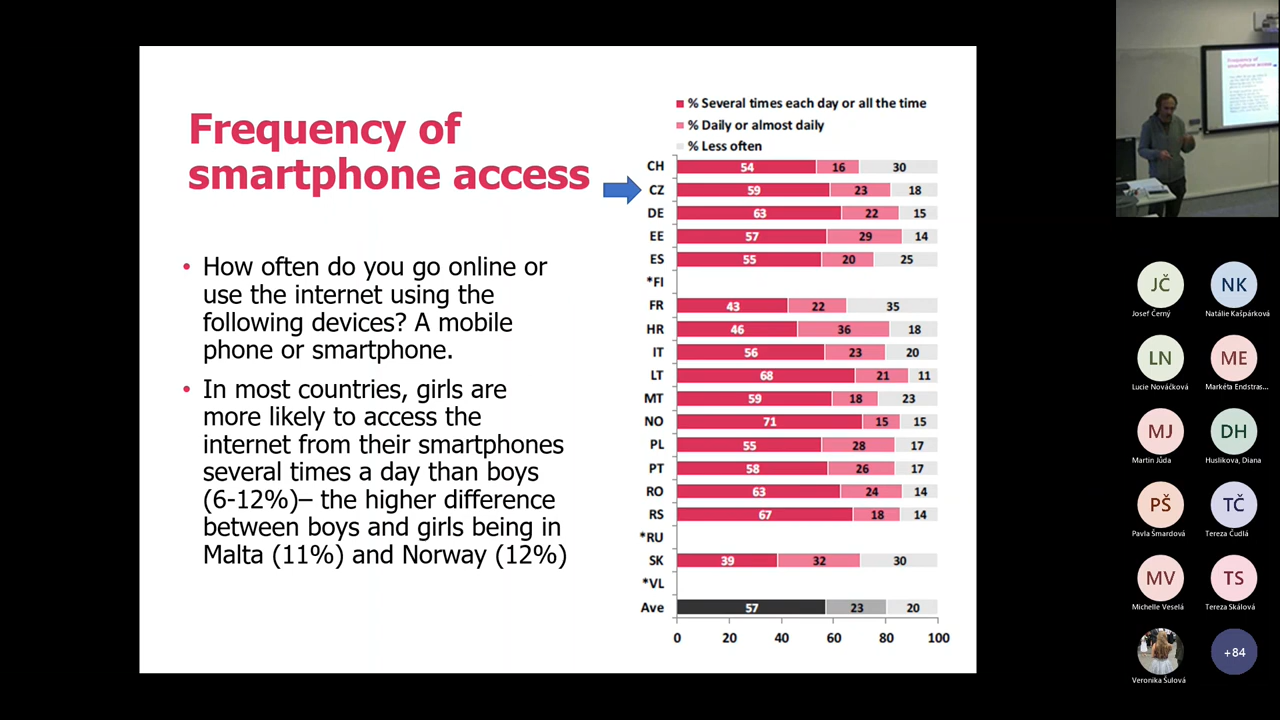 Frequency of
smartphone access
• How often do you go online or
use the internet using the
following devices? A mobile
phone or smartphone.
• In most countries, girls are
more likely to access the
internet from their smartphones
several times a day than boys
(6-12%)– the higher difference
between boys and girls being in
Malta (11%) and Norway (12%)
% Several times each day or all the time
% Daily or almost daily
% Less often
CH 54 16 30
CZ 59 23 18
DE 63 22 15
EE 57 29 14
ES 55 20 25
*FI
FR 43 22 35
HR 46 36 18
IT 56 23 20
LT 68 21 11
MT 59 18 23
NO 71 15 15
PL 55 28 17
PT 58 26 17
RO 63 24 14
RS 67 18 14
*RU
SK 39 32 30
*VL
Ave 57 23 20
0 20 40 60 80 100
Frequency of
smartphone access
JČ NK
Josef Černý Natálie Kašpárková
LN ME
Lucie Nováčková Markéta Endstras...
MJ DH
Martin Jůda Huslikova, Diana
PŠ TČ
Pavla Šmardová Tereza Čudlá
MV TS
Michelle Veselá Tereza Skálová
+84
Veronika Šulová